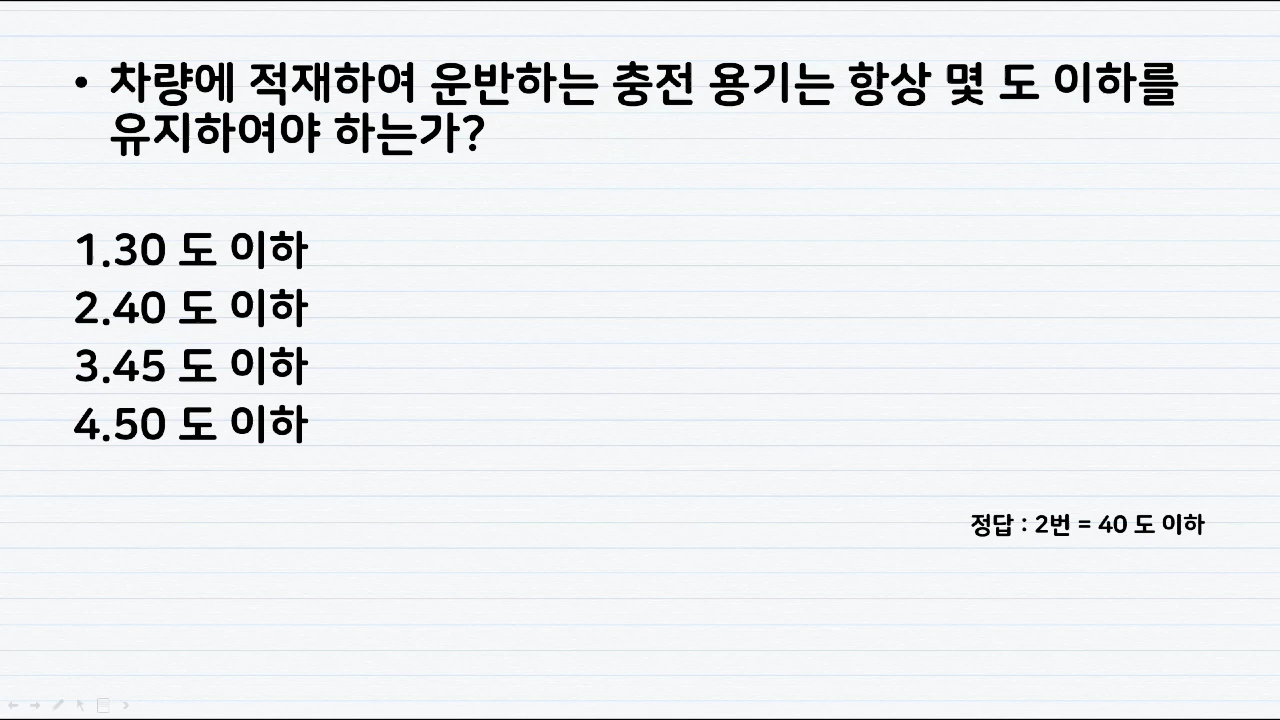 • 차량에 적재하여 운반하는 충전 용기는 항상 몇 도 이하를
유지하여야 하는가?
1.30 도 이하
2.40 도 이하
3.45 도 이하
4.50 도 이하
정답 : 2번 = 40 도 이하